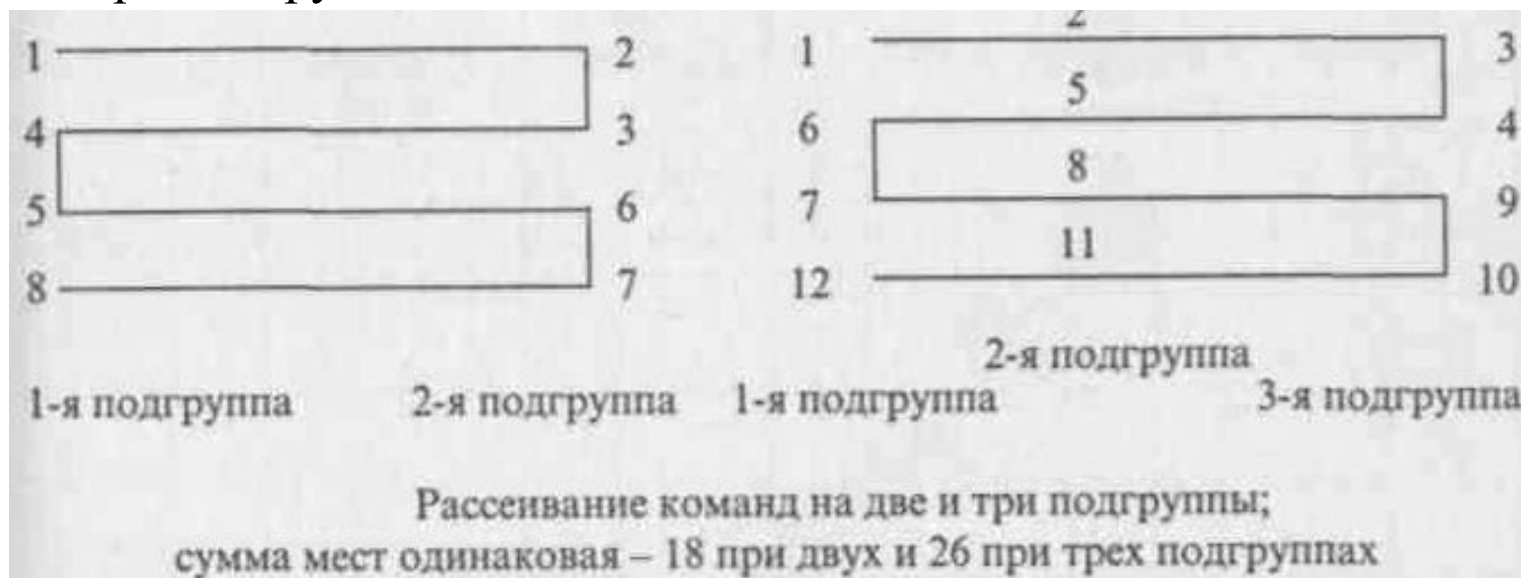 2
1 2 1 3
5
4 3 6 4
8
5 6 7 9
11
8 7 12 10
2-я подгруппа
1-я подгруппа 2-я подгруппа 1-я подгруппа 3-я подгруппа
Рассеивание команд на две и три подгруппы;
сумма мест одинаковая – 18 при двух и 26 при трех подгруппах